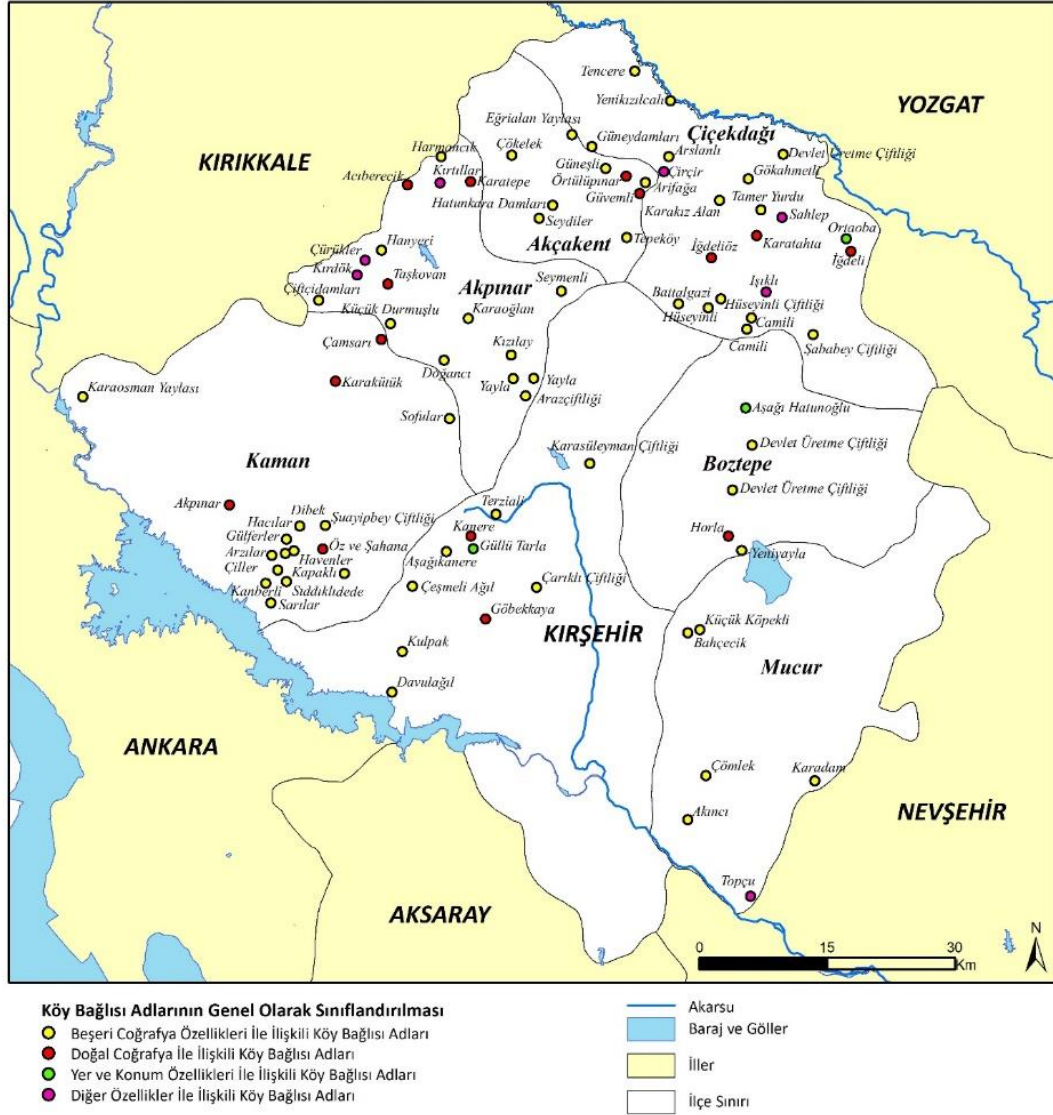 Tencere
Yenikızılcalı
YOZGAT
Eğrialan Yaylası
Çiçekdağı
Güneydamları
KIRIKKALE
Harmancık
Çökelek
Arslanlı
Devlet Üretme Çiftliği
Kırtıllar
Güneşli
Çirçir
Gökahmetli
Acıberecik
Karatepe
Örtülüpınar
Arifağa
Hatunkara Damları
Güvemli
Karakız Alan
Tamer Yurdu
Seydiler
Sahlep
Ortaoba
Akçakent
Tepeköy
Karatahta
Hanyeri
Çürükler
İğdeliöz
İğdeli
Kırdök
Taşkovan
Akpınar
Seymenli
Işıklı
Çiftçidamları
Battalgazi
Hüseyinli Çiftliği
Küçük Durmuşlu
Karaoğlan
Hüseyinli
Camili
Çamsarı
Camili
Şababey Çiftliği
Kızılay
Doğancı
Karakütük
Yayla
Yayla
Karaosman Yaylası
Arazçiftliği
Aşağı Hatunoğlu
Sofular
Karasüleyman Çiftliği
Devlet Üretme Çiftliği
Kaman
Boztepe
Devlet Üretme Çiftliği
Akpınar
Terziali
Dibek
Hacılar
Şuayipbey Çiftliği
Kanere
Horla
Gülferler
Öz ve Şahana
Güllü Tarla
Yeniyayla
Arzılar
Havenler
Aşağıkanere
Çiller
Kapaklı
Çeşmeli Ağıl
Çarıklı Çiftliği
Kanberli
Sıddıklıdede
Sarılar
Göbekkaya
KIRŞEHİR
Küçük Köpekli
Bahçecik
Kulpak
Mucur
Davulağıl
ANKARA
Çömlek
Karadam
Akıncı
NEVŞEHİR
Topçu
AKSARAY
N
0 15 30
Km
Köy Bağlısı Adlarının Genel Olarak Sınıflandırılması
Beşeri Coğrafya Özellikleri İle İlişkili Köy Bağlısı Adları
Doğal Coğrafya İle İlişkili Köy Bağlısı Adları
Yer ve Konum Özellikleri İle İlişkili Köy Bağlısı Adları
Diğer Özellikler İle İlişkili Köy Bağlısı Adları
Akarsu
Baraj ve Göller
İller
İlçe Sınırı